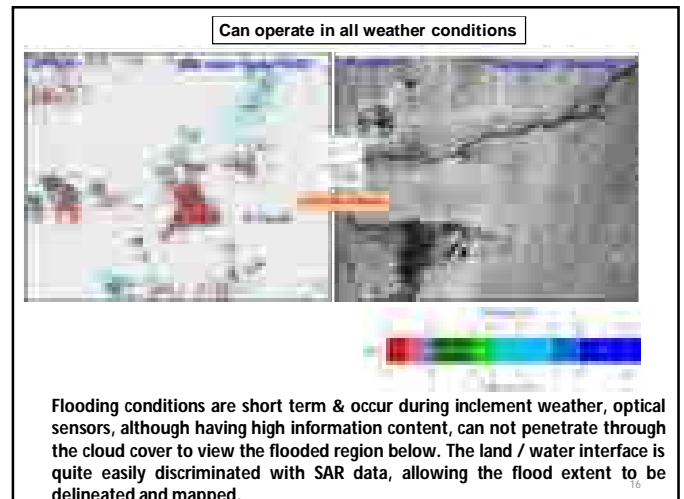 Can operate in all weather conditions
Flooding conditions are short term & occur during inclement weather, optical
sensors, although having high information content, can not penetrate through
the cloud cover to view the flooded region below. The land / water interface is
quite easily discriminated with SAR data, allowing the flood extent to be
delineated and mapped.
16